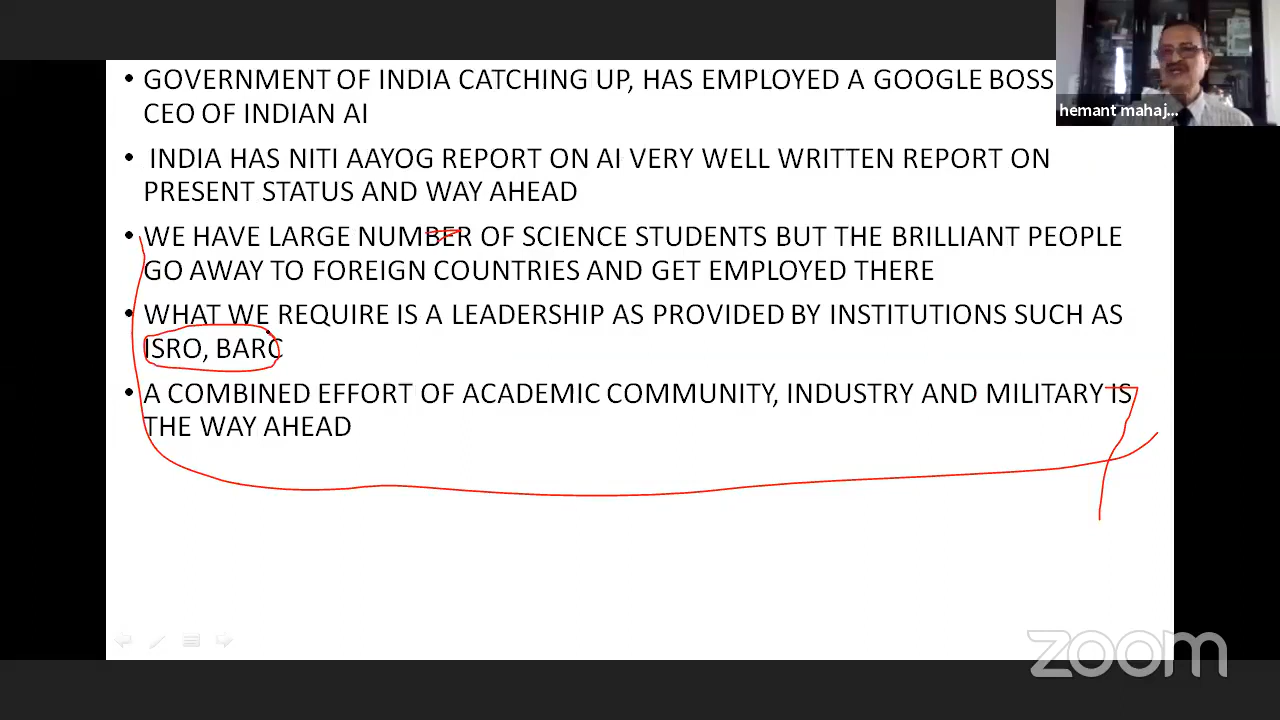 • GOVERNMENT OF INDIA CATCHING UP, HAS EMPLOYED A GOOGLE BOSS
CEO OF INDIAN AI
hemant mahaj...
• INDIA HAS NITI AAYOG REPORT ON AI VERY WELL WRITTEN REPORT ON
PRESENT STATUS AND WAY AHEAD
• WE HAVE LARGE NUMBER OF SCIENCE STUDENTS BUT THE BRILLIANT PEOPLE
GO AWAY TO FOREIGN COUNTRIES AND GET EMPLOYED THERE
• WHAT WE REQUIRE IS A LEADERSHIP AS PROVIDED BY INSTITUTIONS SUCH AS
ISRO, BARC
• A COMBINED EFFORT OF ACADEMIC COMMUNITY, INDUSTRY AND MILITARY IS
THE WAY AHEAD
zoom